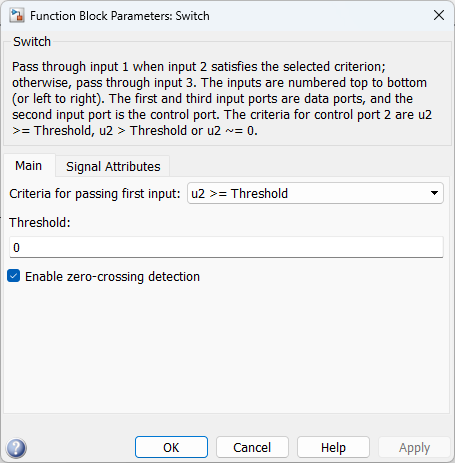 Function Block Parameters: Switch
Switch
Pass through input 1 when input 2 satisfies the selected criterion;
otherwise, pass through input 3. The inputs are numbered top to bottom
(or left to right). The first and third input ports are data ports, and the
second input port is the control port. The criteria for control port 2 are u2
>= Threshold, u2 > Threshold or u2 ~= 0.
Main Signal Attributes
Criteria for passing first input: u2 >= Threshold
Threshold:
0
Enable zero-crossing detection
? OK Cancel Help Apply